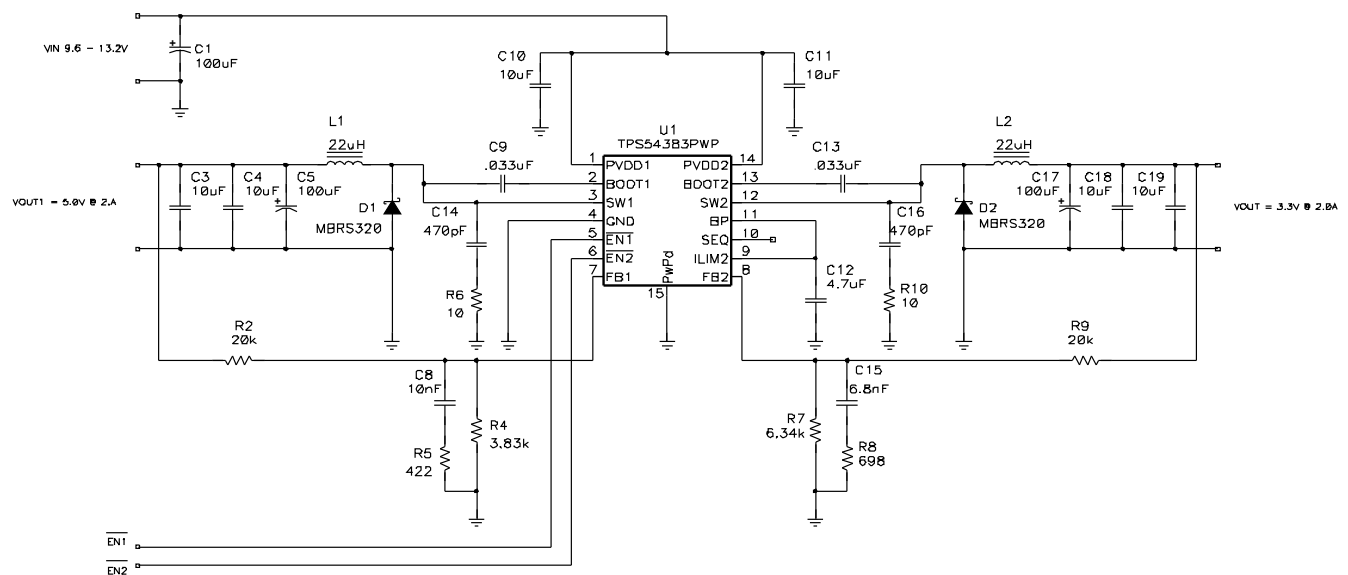 VIN 9.6 - 13.2V
C1
100uF
C10
10uF
C11
10uF
U1
TPS54383PWP
L1
22uH
L2
22uH
C9
.033uF
C13
.033uF
1 PVDD1 PVDD2 14
2 BOOT1 BOOT2 13
3 SW1 SW2 12
4 GND BP 11
5 EN1 SEQ 10
6 EN2 ILIM2 9
7 FB1 FB2 8
15 PwPd
C3
10uF
C4
10uF
C5
100uF
VOUT1 = 5.0V @ 2.A
D1
MBRS320
C14
470pF
R6
10
C12
4.7uF
C16
470pF
R10
10
D2
MBRS320
C17
100uF
C18
10uF
C19
10uF
VOUT = 3.3V @ 2.0A
R2
20k
R9
20k
C8
10nF
R4
3.83k
R5
422
C15
6.8nF
R7
6.34k
R8
698
EN1
EN2